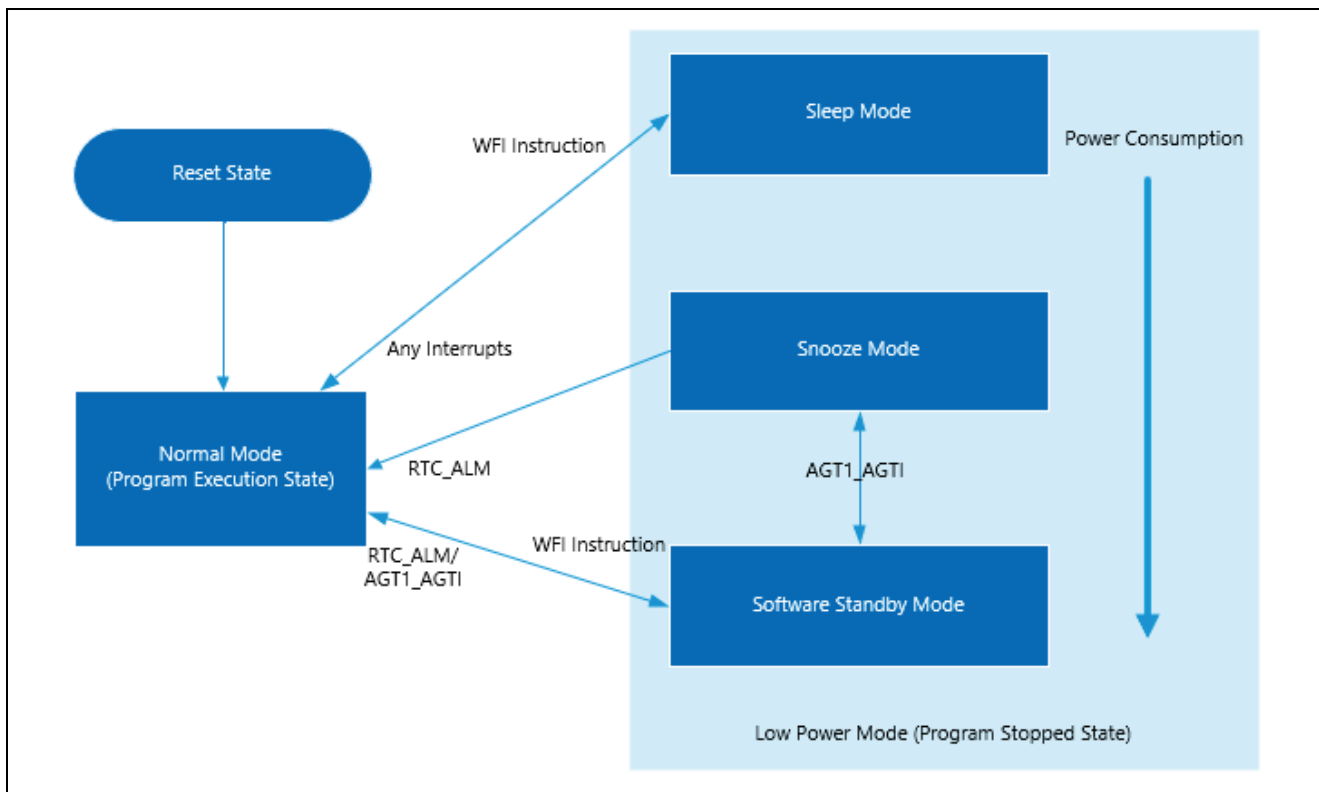 Sleep Mode
Power Consumption
WFI Instruction
Reset State
Any Interrupts
Snooze Mode
Normal Mode
(Program Execution State)
RTC_ALM
AGT1_AGTI
RTC_ALM/
AGT1_AGTI
WFI Instruction
Software Standby Mode
Low Power Mode (Program Stopped State)